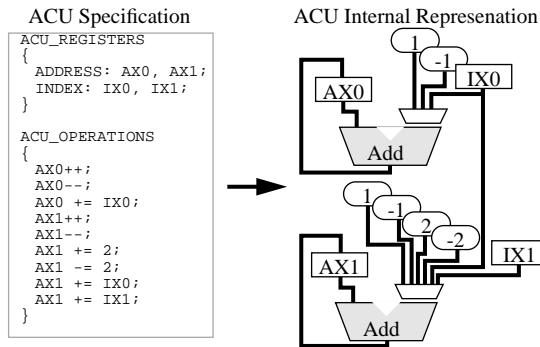 ACU Specification
ACU_REGISTERS
{
ADDRESS: AX0, AX1;
INDEX: IX0, IX1;
}
ACU_OPERATIONS
{
AX0++;
AX0--;
AX0 += IX0;
AX1++;
AX1--;
AX1 += 2;
AX1 -= 2;
AX1 += IX0;
AX1 += IX1;
}
ACU Internal Represenation
1
-1
IX0
AX0
Add
1
-1
2
-2
AX1
IX1
Add